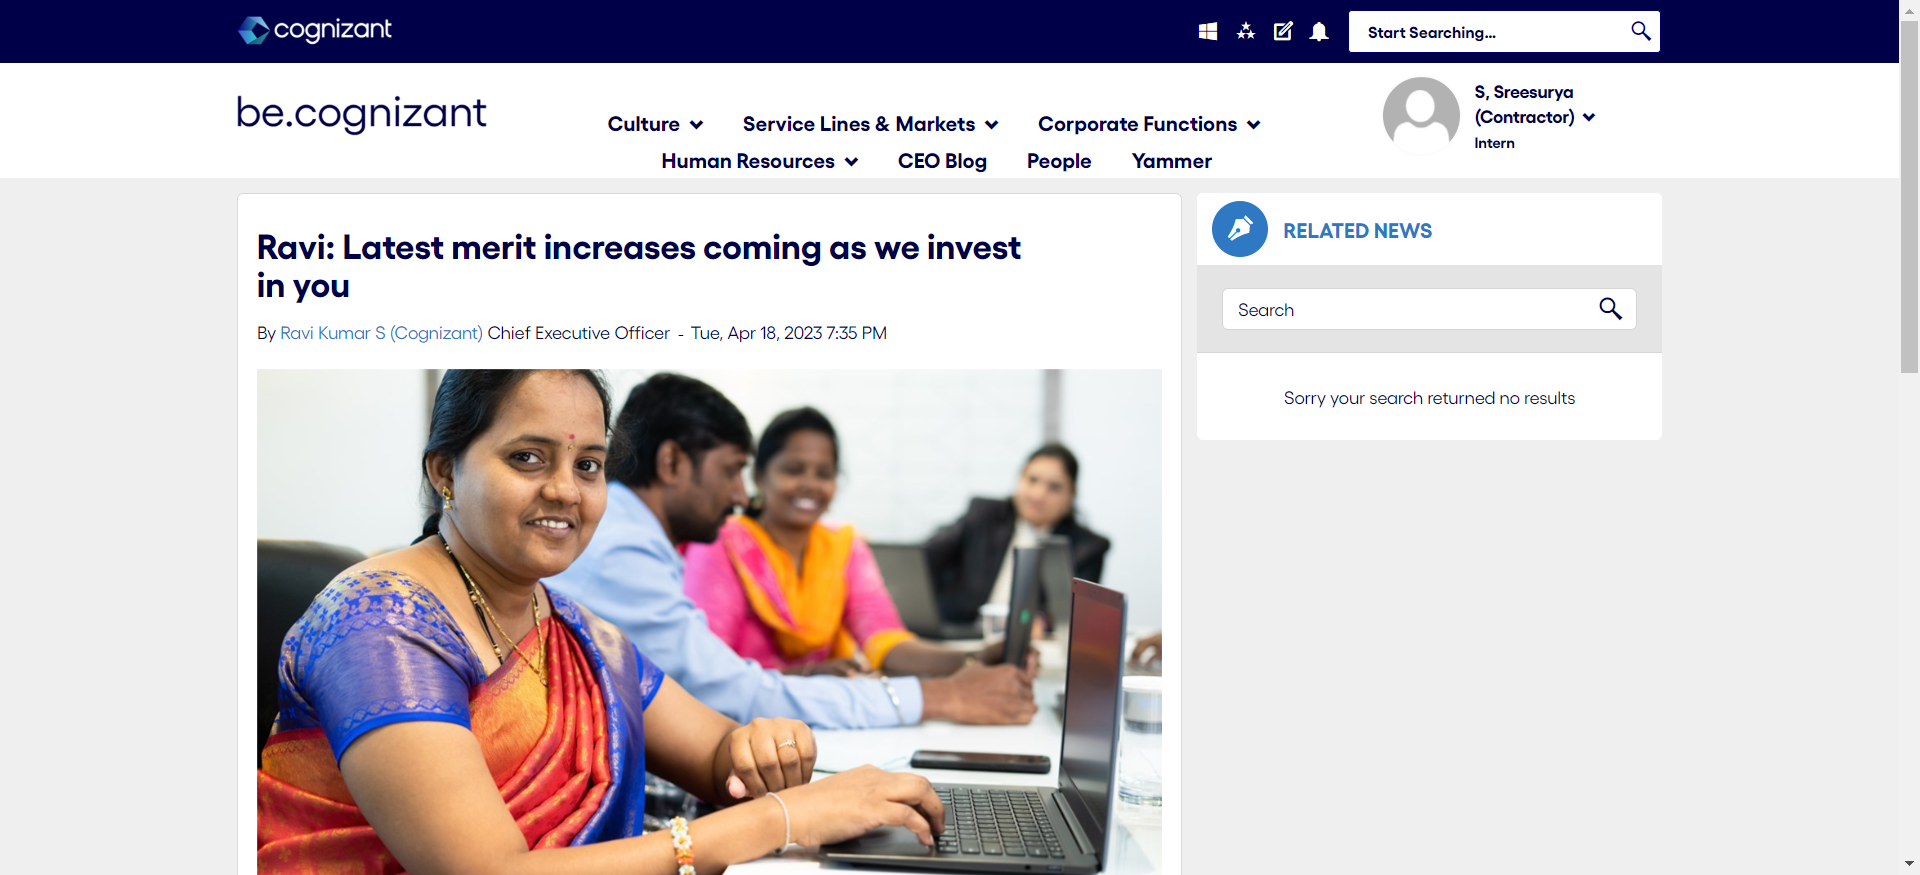 cognizant
Start Searching...
be.cognizant
Culture
Service Lines & Markets
Corporate Functions
Human Resources
CEO Blog
People
Yammer
S, Sreesurya
(Contractor)
Intern
Ravi: Latest merit increases coming as we invest
in you
By Ravi Kumar S (Cognizant) Chief Executive Officer - Tue, Apr 18, 2023 7:35 PM
RELATED NEWS
Search
Sorry your search returned no results